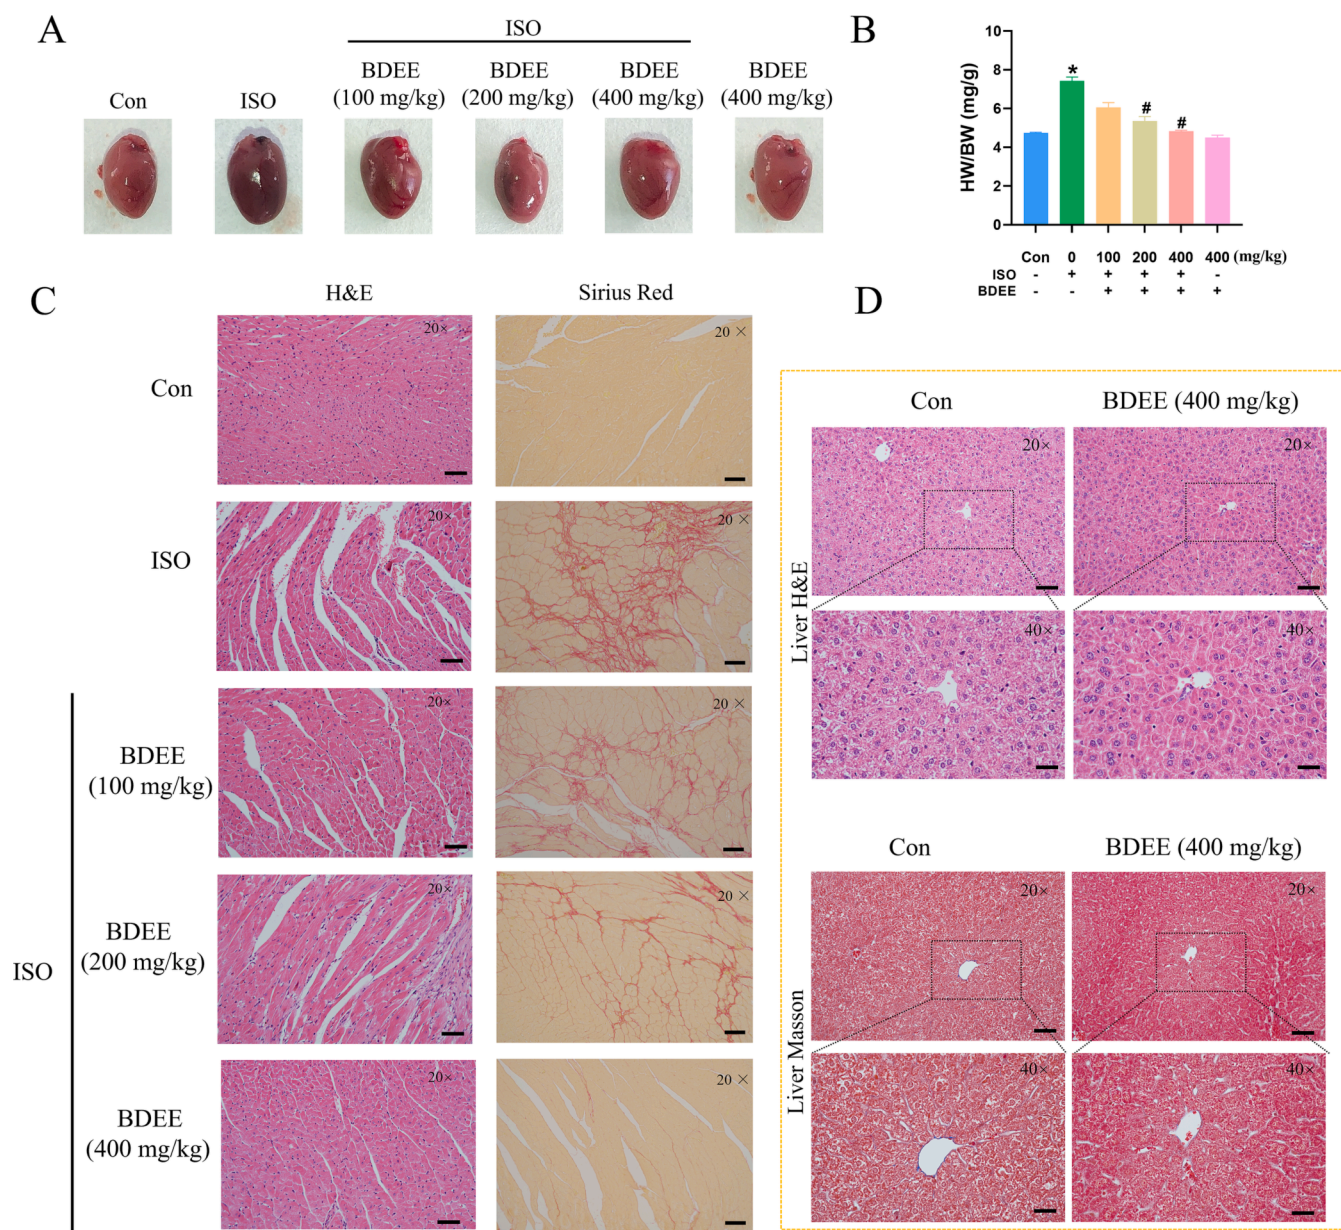 A
ISO
Con
ISO
BDEE
(100 mg/kg)
BDEE
(200 mg/kg)
BDEE
(400 mg/kg)
BDEE
(400 mg/kg)
B
HW/BW (mg/g)
10
8
6
4
2
0
*
#
#
Con 0 100 200 400 400 (mg/kg)
ISO - + + + + -
BDEE - - + + + +
C
H&E
Sirius Red
Con
20×
20 ×
ISO
20×
20 ×
ISO
BDEE
(100 mg/kg)
20×
20 ×
BDEE
(200 mg/kg)
20×
20 ×
BDEE
(400 mg/kg)
20×
20 ×
D
Con
BDEE (400 mg/kg)
Liver H&E
20×
20×
40×
40×
Con
BDEE (400 mg/kg)
Liver Masson
20×
20×
40×
40×